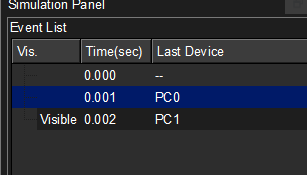 Simulation Panel
Event List
Vis. Time(sec) Last Device
0.000 --
0.001 PC0
Visible 0.002 PC1